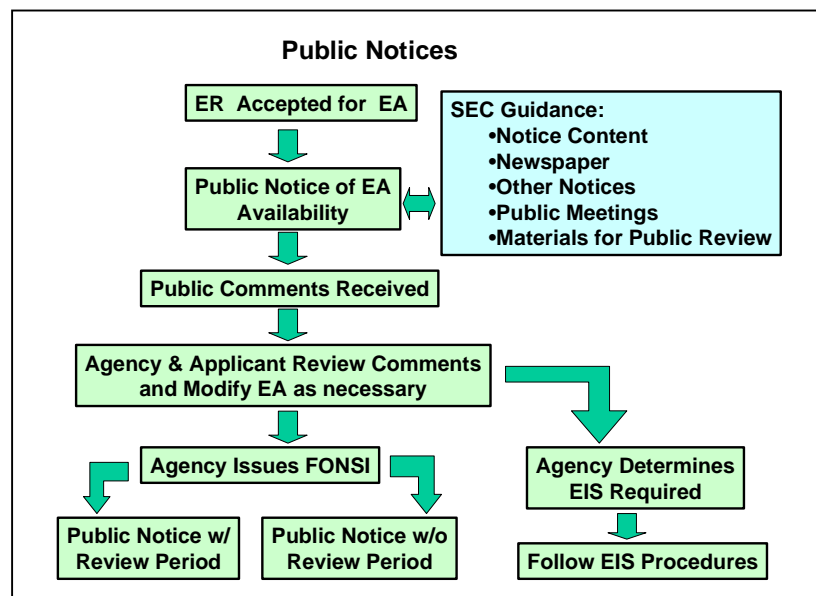 Public Notices
ER Accepted for EA
SEC Guidance:
•Notice Content
•Newspaper
•Other Notices
•Public Meetings
•Materials for Public Review
Public Notice of EA
Availability
Public Comments Received
Agency & Applicant Review Comments
and Modify EA as necessary
Agency Issues FONSI
Agency Determines
EIS Required
Public Notice w/
Review Period
Public Notice w/o
Review Period
Follow EIS Procedures